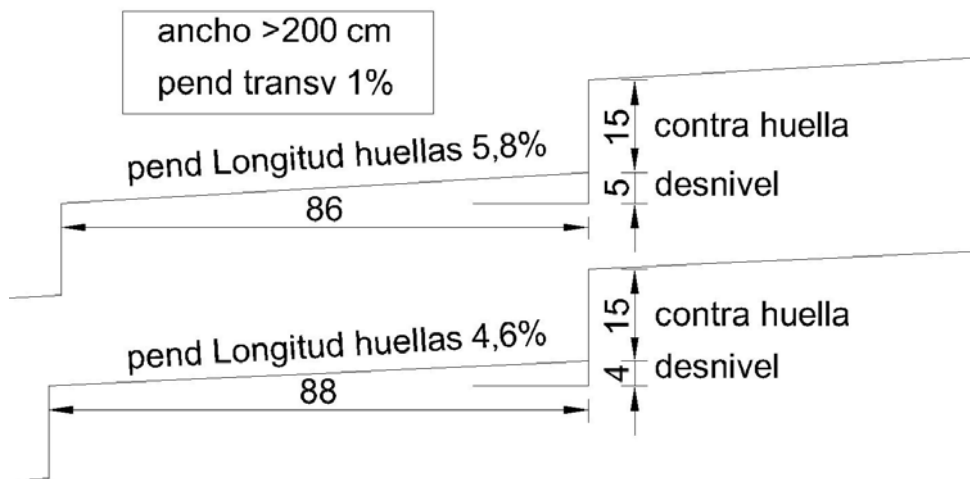 ancho >200 cm
pend transv 1%
15 contra huella
pend Longitud huellas 5,8%
5 desnivel
86
15 contra huella
pend Longitud huellas 4,6%
4 desnivel
88